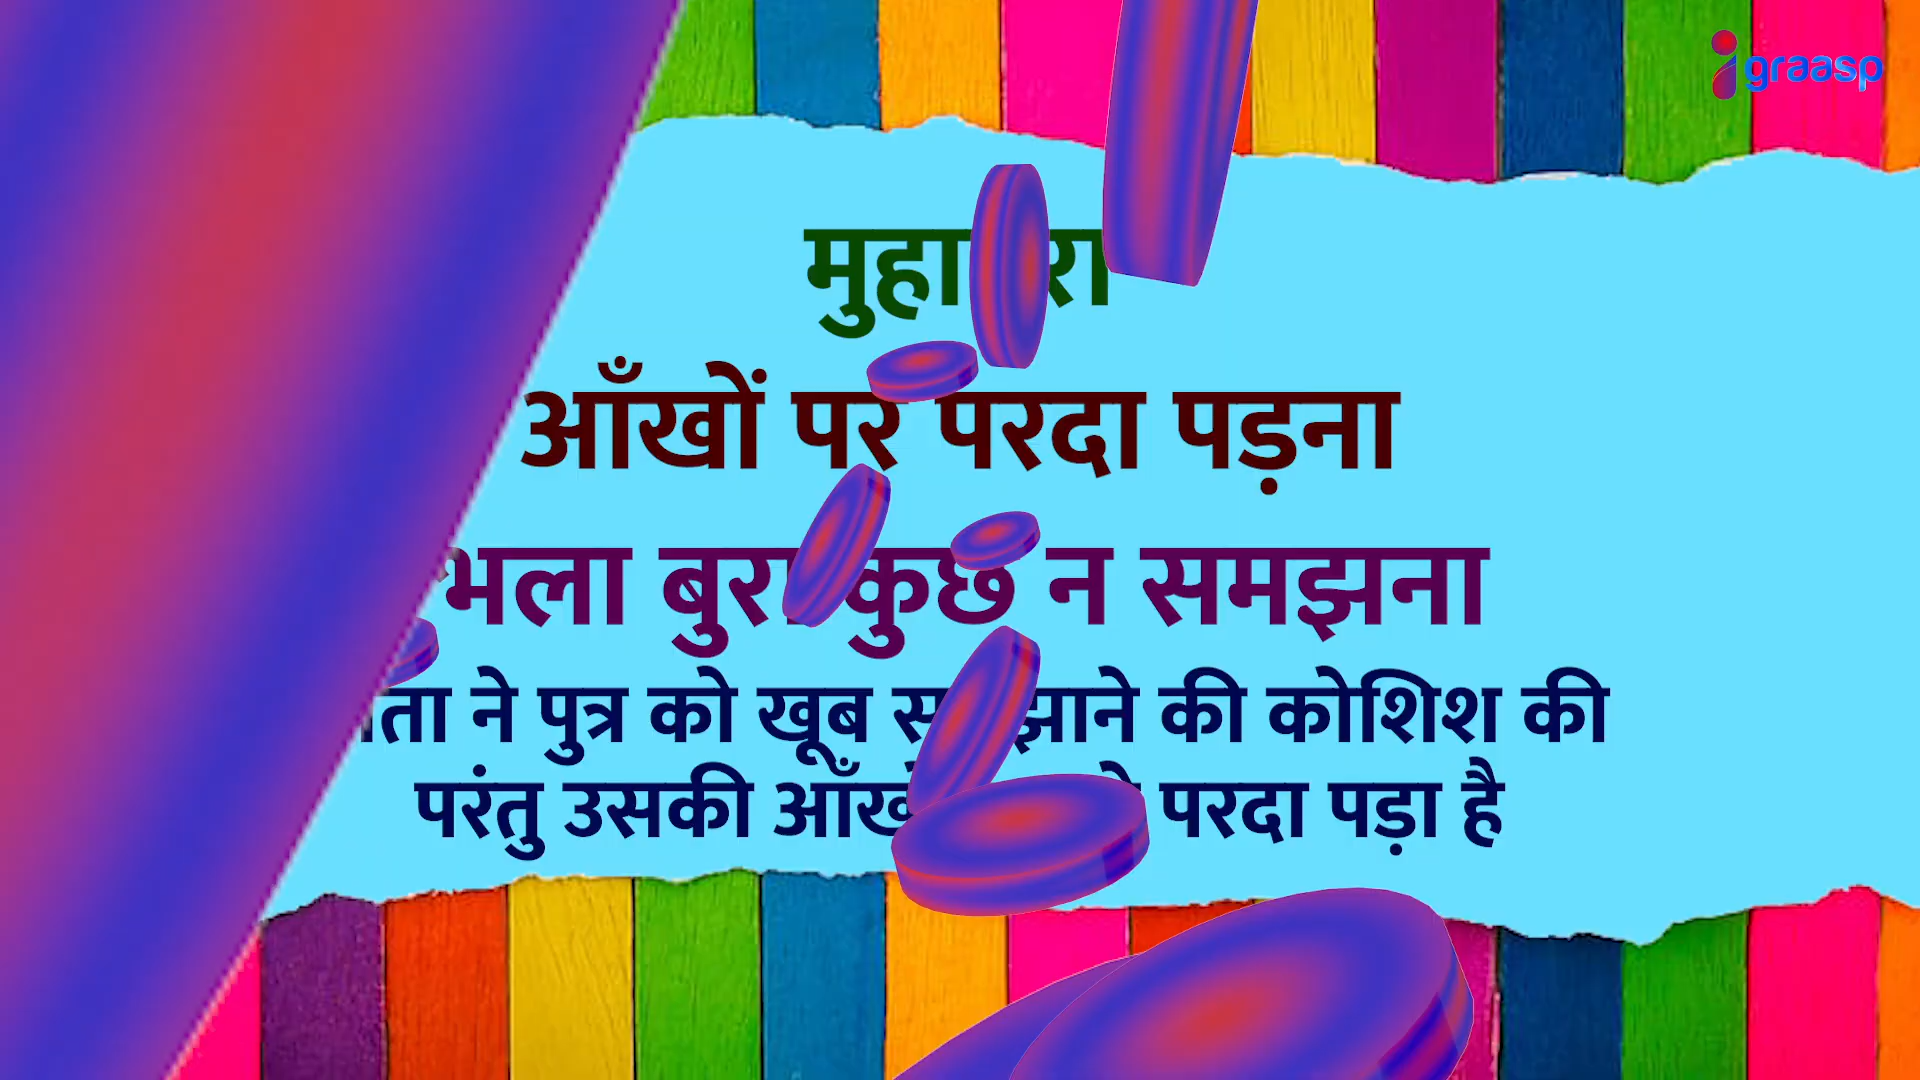 graasp
आँखों पर परदा पड़ना
भला कुछ न समझना
ने पुत्र को खूब की कोशिश की
परंतु उसकी परदा पड़ा है